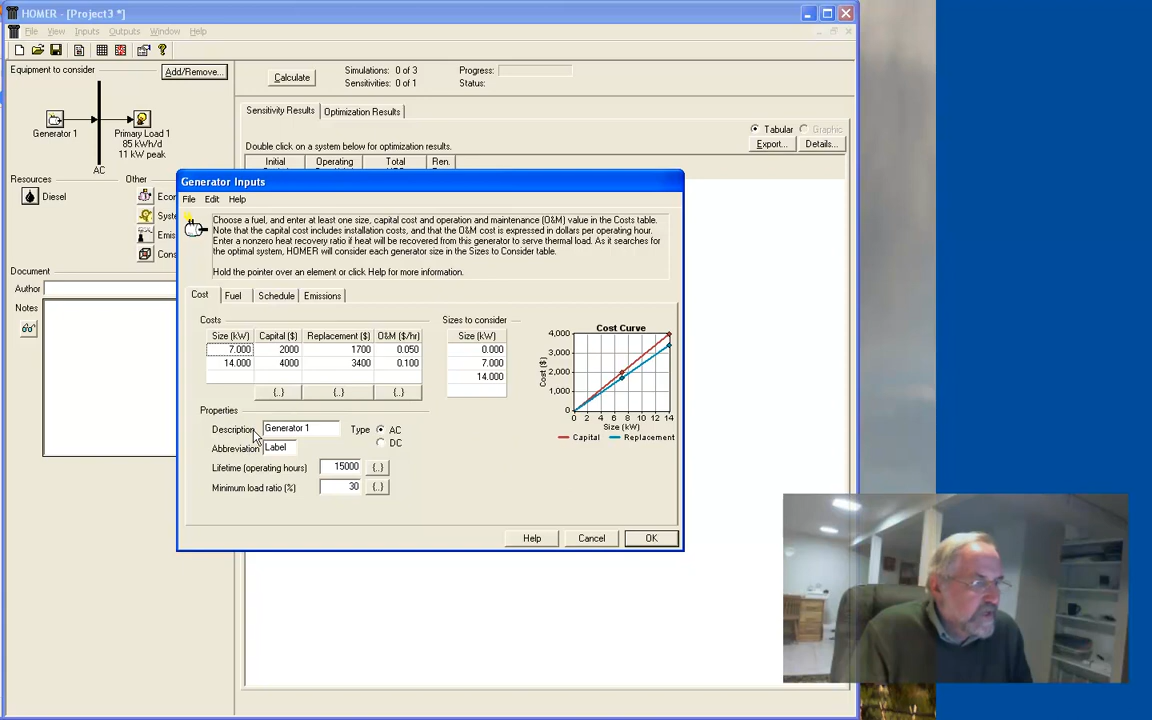 HOMER - [Project3 *]
File View Inputs Outputs Window Help
Equipment to consider
Add/Remove...
Generator 1
Primary Load 1
85 kWh/d
11 kW peak
AC
Resources
Other
Diesel
Econ
Syste
Emis
Cons
Document
Author
Notes
Calculate
Simulations: 0 of 3
Sensitivities: 0 of 1
Progress:
Status:
Sensitivity Results
Optimization Results
Tabular
Graphic
Double click on a system below for optimization results.
Export...
Details...
Initial
Operating
Total
Ren.
Generator Inputs
File Edit Help
Choose a fuel, and enter at least one size, capital cost and operation and maintenance (O&M) value in the Costs table.
Note that the capital cost includes installation costs, and that the O&M cost is expressed in dollars per operating hour.
Enter a nonzero heat recovery ratio if heat will be recovered from this generator to serve thermal load. As it searches for
the optimal system, HOMER will consider each generator size in the Sizes to Consider table.
Hold the pointer over an element or click Help for more information.
Cost Fuel Schedule Emissions
Costs
Size (kW) Capital ($) Replacement ($) O&M ($/hr)
7.000 2000 1700 0.050
14.000 4000 3400 0.100
{..} {..} {..}
Sizes to consider
Size (kW)
0.000
7.000
14.000
Cost Curve
4,000
3,000
2,000
1,000
0
Cost ($)
0 2 4 6 8 10 12 14
Size (kW)
Capital Replacement
Properties
Description Generator 1
Type AC
DC
Abbreviation Label
Lifetime (operating hours) 15000 {..}
Minimum load ratio (%) 30 {..}
Help Cancel OK